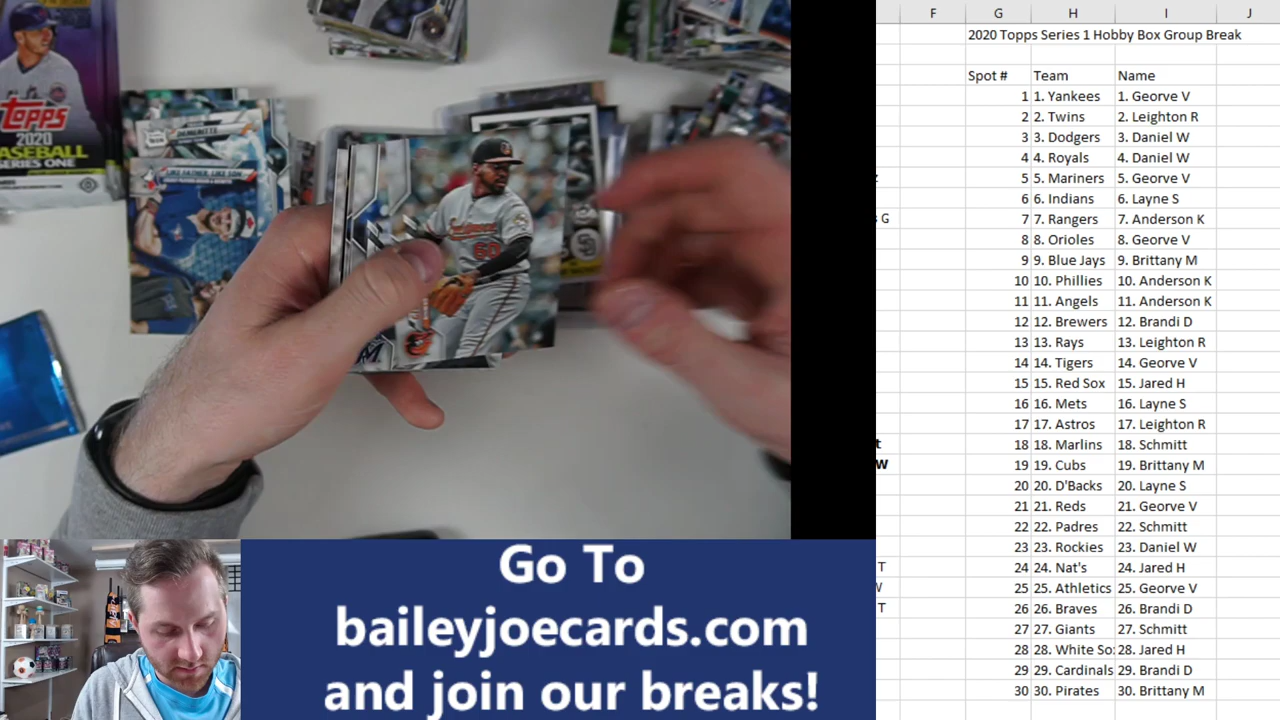 F G H I J
2020 Topps Series 1 Hobby Box Group Break
Spot # Team Name
1 1. Yankees 1. Georve V
2 2. Twins 2. Leighton R
3 3. Dodgers 3. Daniel W
4 4. Royals 4. Daniel W
5 5. Mariners 5. Georve V
6 6. Indians 6. Layne S
7 7. Rangers 7. Anderson K
8 8. Orioles 8. Georve V
9 9. Blue Jays 9. Brittany M
10 10. Phillies 10. Anderson K
11 11. Angels 11. Anderson K
12 12. Brewers 12. Brandi D
13 13. Rays 13. Leighton R
14 14. Tigers 14. Georve V
15 15. Red Sox 15. Jared H
16 16. Mets 16. Layne S
17 17. Astros 17. Leighton R
18 18. Marlins 18. Schmitt
19 19. Cubs 19. Brittany M
20 20. D'Backs 20. Layne S
21 21. Reds 21. Georve V
22 22. Padres 22. Schmitt
23 23. Rockies 23. Daniel W
24 24. Nat's 24. Jared H
25 25. Athletics 25. Georve V
26 26. Braves 26. Brandi D
27 27. Giants 27. Schmitt
28 28. White So 28. Jared H
29 29. Cardinals 29. Brandi D
30 30. Pirates 30. Brittany M
TOPPS
2020
BASEBALL
SERIES ONE
LIKE FATHER, LIKE SON
Go To
baileyjoecards.com
and join our breaks!